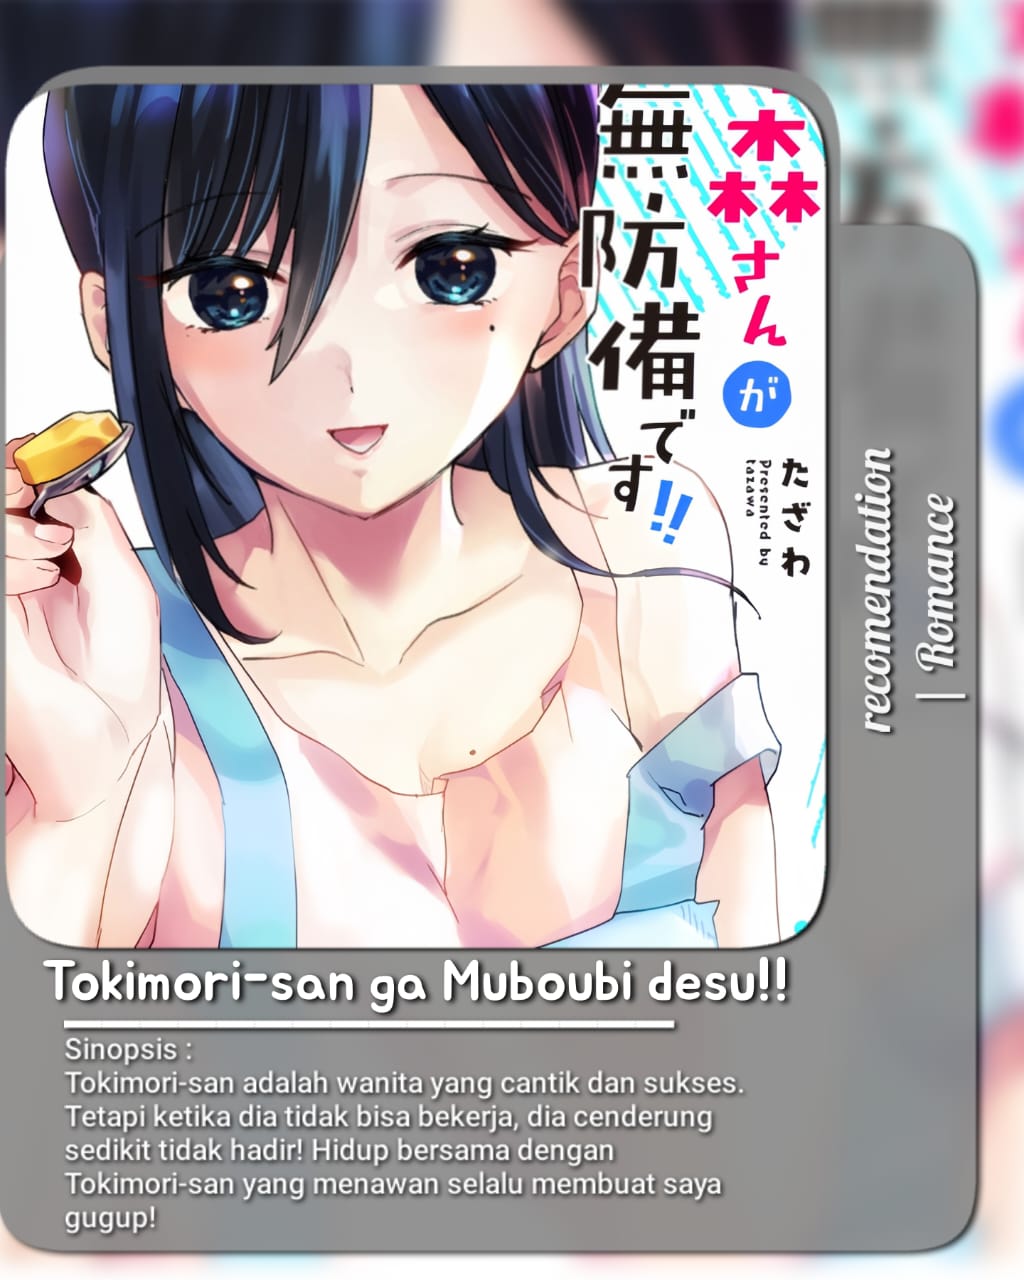 森さん
が
無防備です!!
たざわ
Presented by
tazawa
recomendation
| Romance
Tokimori-san ga Muboubi desu!!
Sinopsis :
Tokimori-san adalah wanita yang cantik dan sukses.
Tetapi ketika dia tidak bisa bekerja, dia cenderung
sedikit tidak hadir! Hidup bersama dengan
Tokimori-san yang menawan selalu membuat saya
gugup!